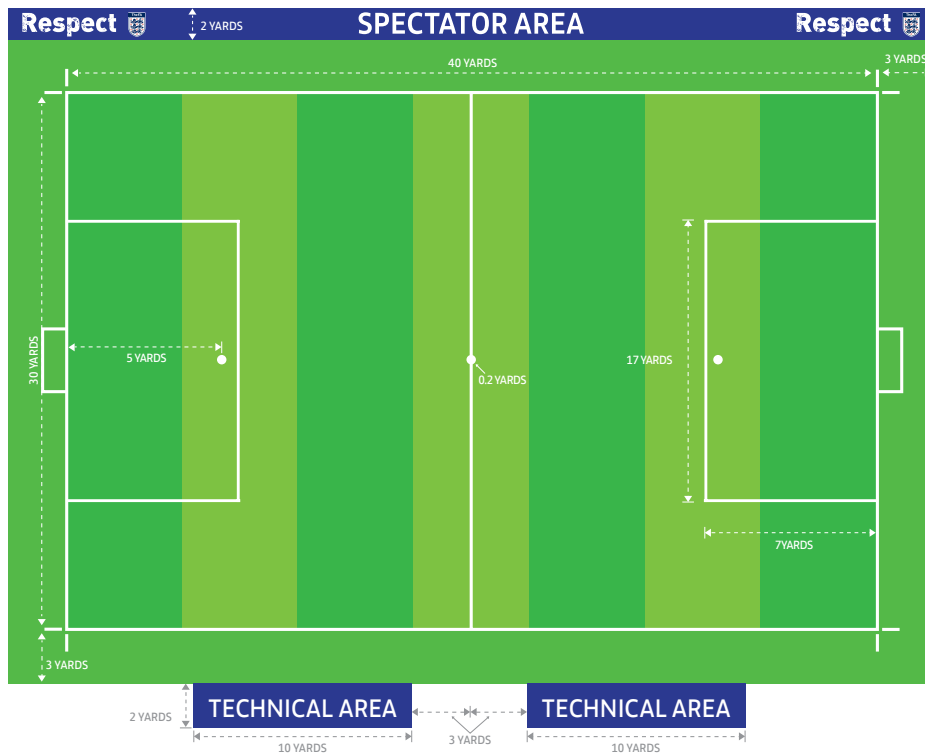 Respect
2 YARDS
SPECTATOR AREA
Respect
40 YARDS
3 YARDS
30 YARDS
5 YARDS
0.2 YARDS
17 YARDS
7YARDS
3 YARDS
2 YARDS
TECHNICAL AREA
TECHNICAL AREA
10 YARDS
3 YARDS
10 YARDS